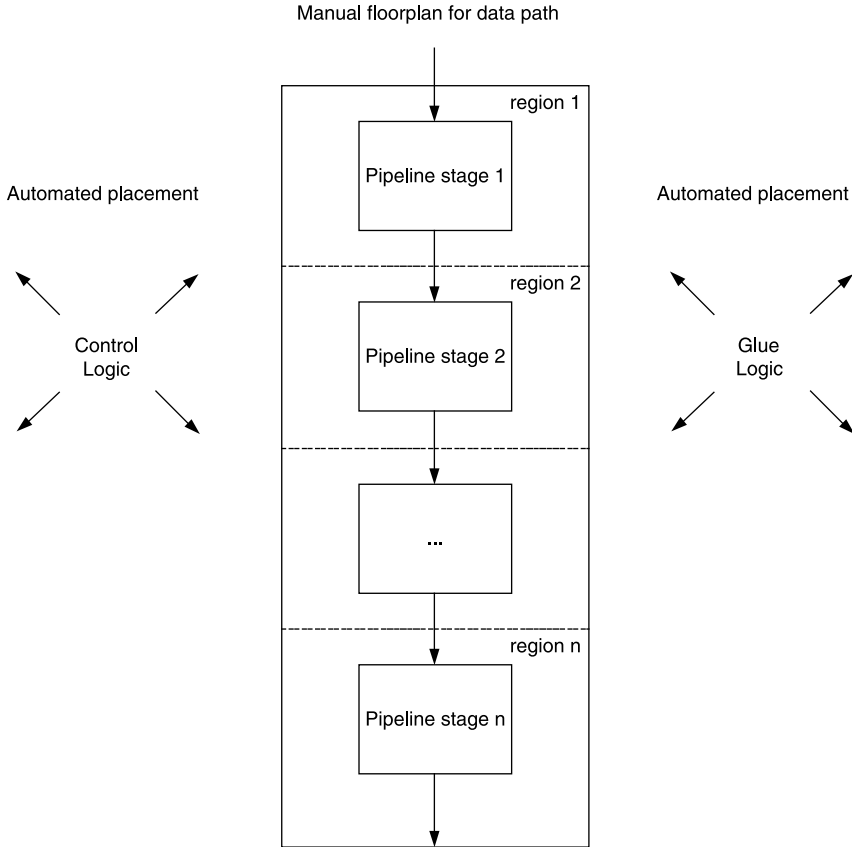 Manual floorplan for data path
region 1
Pipeline stage 1
Automated placement
Automated placement
region 2
Control
Logic
Pipeline stage 2
Glue
Logic
...
region n
Pipeline stage n